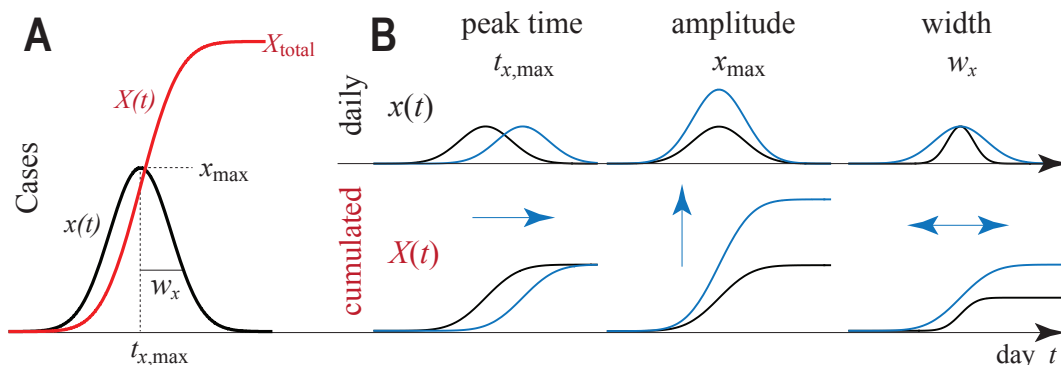 A
Cases
X_total
X(t)
x_max
x(t)
w_x
t_x,max
B
peak time
t_x,max
amplitude
x_max
width
w_x
daily
x(t)
cumulated
X(t)
day t